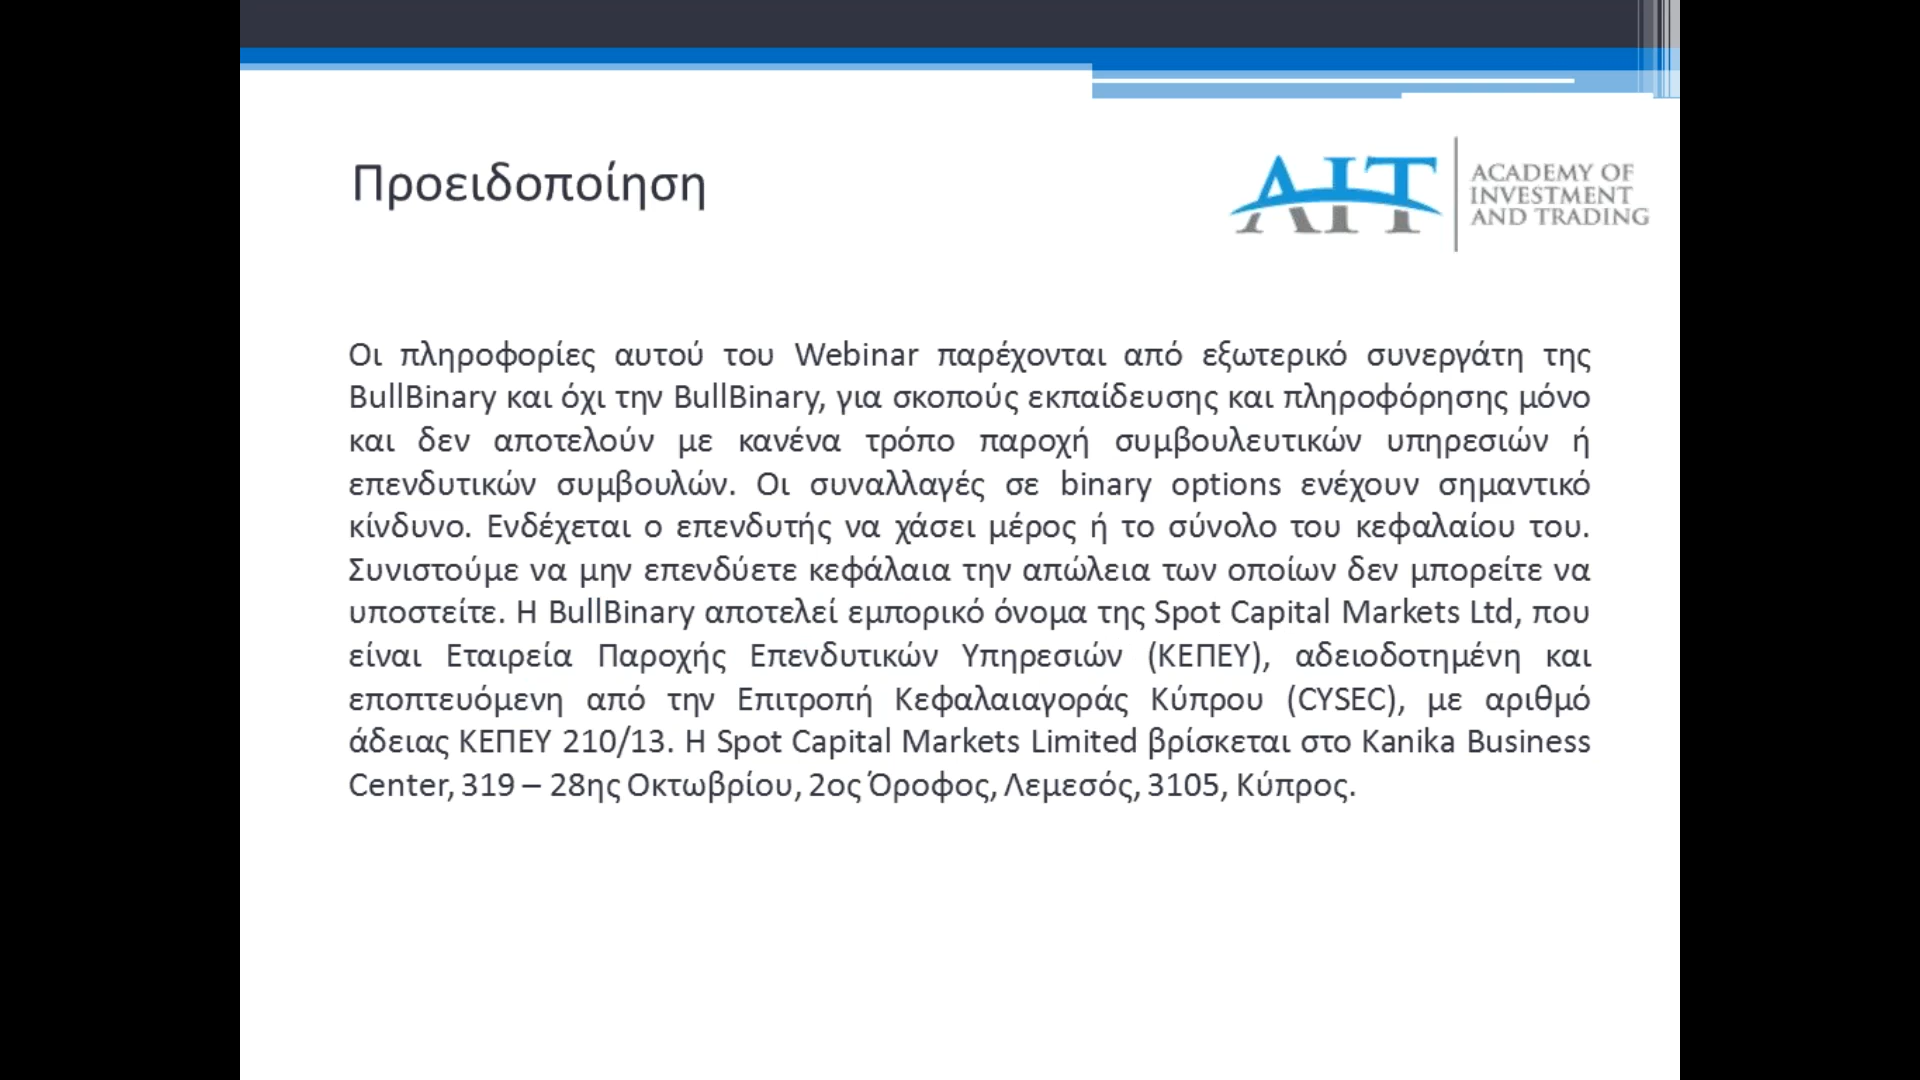 Προειδοποίηση
AIT
ACADEMY OF
INVESTMENT
AND TRADING
Οι πληροφορίες αυτού του Webinar παρέχονται από εξωτερικό συνεργάτη της
BullBinary και όχι την BullBinary, για σκοπούς εκπαίδευσης και πληροφόρησης μόνο
και δεν αποτελούν με κανένα τρόπο παροχή συμβουλευτικών υπηρεσιών ή
επενδυτικών συμβουλών. Οι συναλλαγές σε binary options ενέχουν σημαντικό
κίνδυνο. Ενδέχεται ο επενδυτής να χάσει μέρος ή το σύνολο του κεφαλαίου του.
Συνιστούμε να μην επενδύετε κεφάλαια την απώλεια των οποίων δεν μπορείτε να
υποστείτε. Η BullBinary αποτελεί εμπορικό όνομα της Spot Capital Markets Ltd, που
είναι Εταιρεία Παροχής Επενδυτικών Υπηρεσιών (ΚΕΠΕΥ), αδειοδοτημένη και
εποπτευόμενη από την Επιτροπή Κεφαλαιαγοράς Κύπρου (CYSEC), με αριθμό
άδειας ΚΕΠΕΥ 210/13. Η Spot Capital Markets Limited βρίσκεται στο Kanika Business
Center, 319 – 28ης Οκτωβρίου, 2ος Όροφος, Λεμεσός, 3105, Κύπρος.